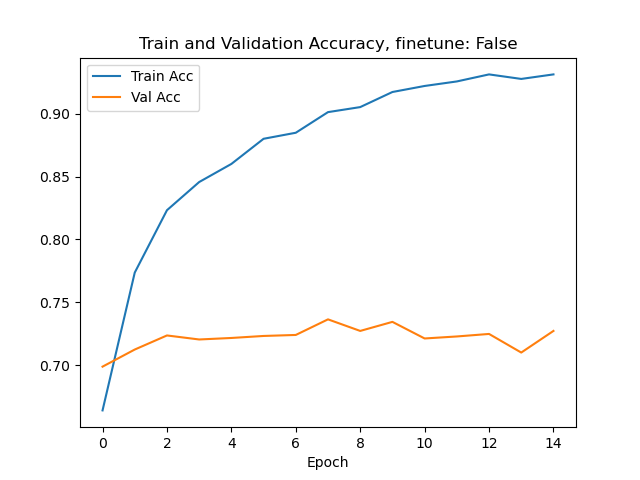 Train and Validation Accuracy, finetune: False
Train Acc
Val Acc
0.90
0.85
0.80
0.75
0.70
0 2 4 6 8 10 12 14
Epoch